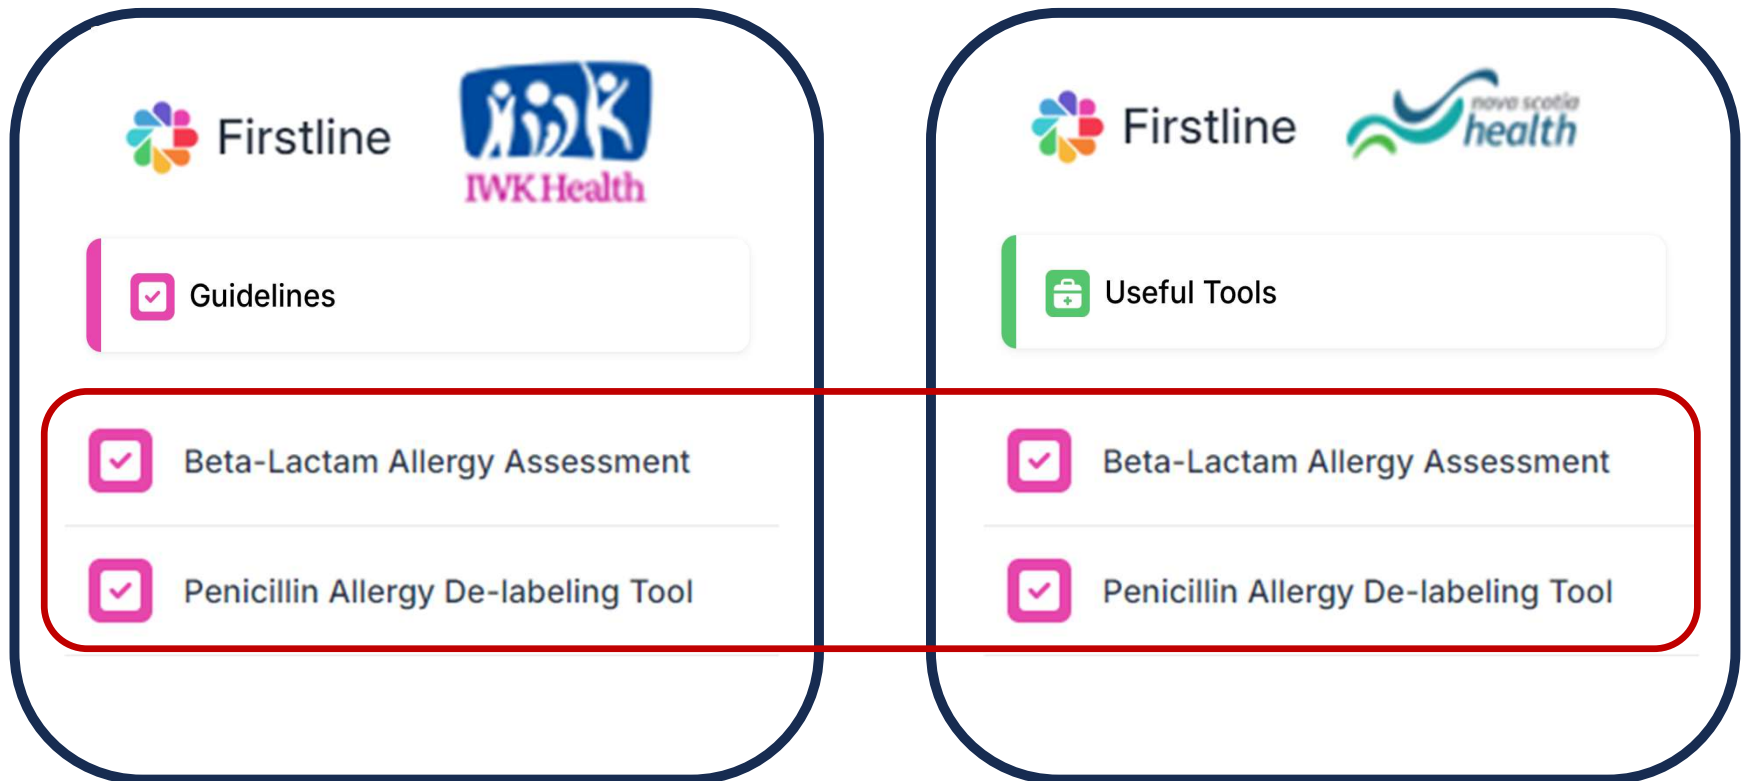 Firstline
IWK
IWK Health
Guidelines
Beta-Lactam Allergy Assessment
Penicillin Allergy De-labeling Tool
Firstline
nova scotia
health
Useful Tools
Beta-Lactam Allergy Assessment
Penicillin Allergy De-labeling Tool